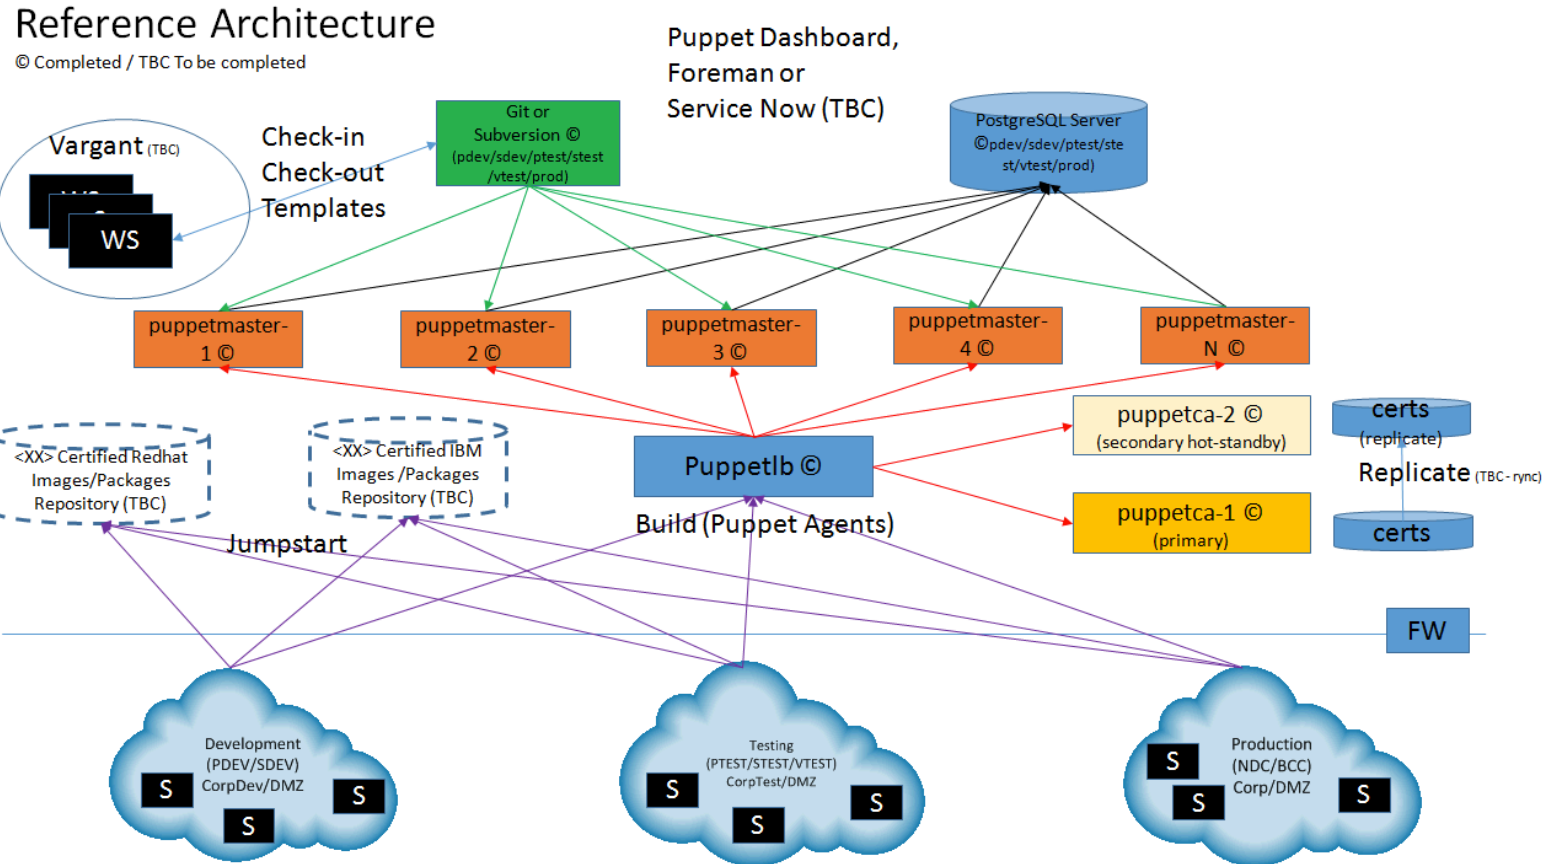 Reference Architecture
© Completed / TBC To be completed
Puppet Dashboard,
Foreman or
Service Now (TBC)
Vargant (TBC)
WS
Check-in
Check-out
Templates
Git or
Subversion ©
(pdev/sdev/ptest/stest
/vtest/prod)
PostgreSQL Server
©pdev/sdev/ptest/ste
st/vtest/prod)
puppetmaster-
1 ©
puppetmaster-
2 ©
puppetmaster-
3 ©
puppetmaster-
4 ©
puppetmaster-
N ©
<XX> Certified Redhat
Images/Packages
Repository (TBC)
<XX> Certified IBM
Images /Packages
Repository (TBC)
Puppetlb ©
puppetca-2 ©
(secondary hot-standby)
certs
(replicate)
Replicate (TBC - rync)
puppetca-1 ©
(primary)
certs
Build (Puppet Agents)
Jumpstart
FW
Development
(PDEV/SDEV)
CorpDev/DMZ
S
S
S
Testing
(PTEST/STEST/VTEST)
CorpTest/DMZ
S
S
S
Production
(NDC/BCC)
Corp/DMZ
S
S
S